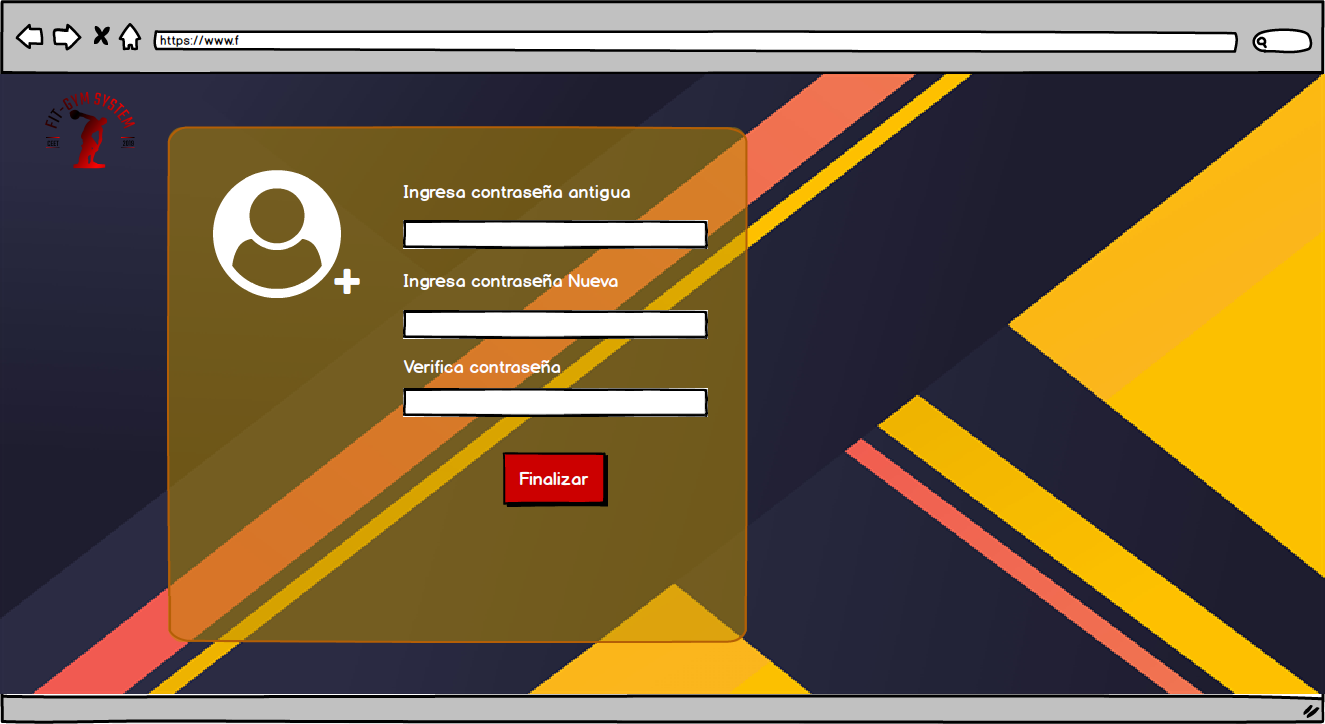 https://www.f
FIT-GYM SYSTEM
Ingresa contraseña antigua
Ingresa contraseña Nueva
Verifica contraseña
Finalizar